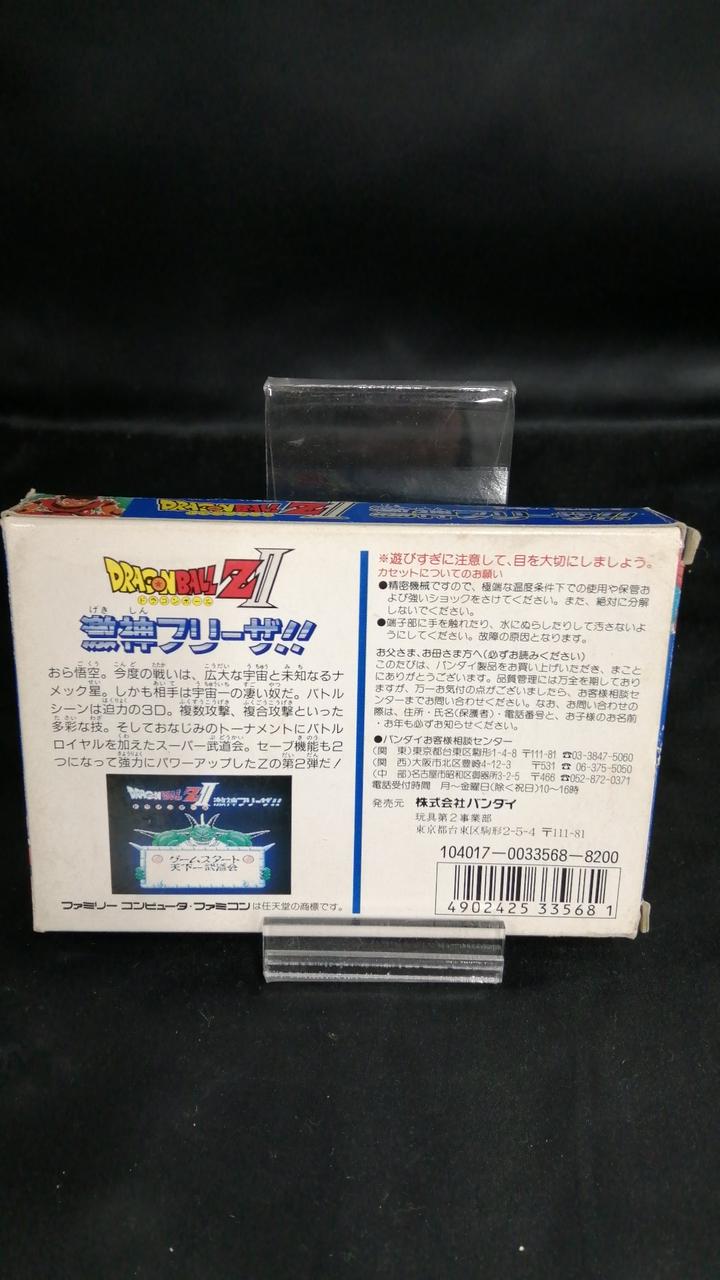 DRAGON BALL Z II
ドラゴンボール
激神フリーザ!!
おら悟空。今度の戦いは、広大な宇宙と未知なるナ
メック星。しかも相手は宇宙一の凄い奴だ。バトル
シーンは迫力の3D。複数攻撃、複合攻撃といった
多彩な技。そしておなじみのトーナメントにバトル
ロイヤルを加えたスーパー武道会。セーブ機能も2
つになって強力にパワーアップしたZの第2弾だ!
DRAGON BALL Z II
激神フリーザ!!
ゲームスタート
天下一武道会
ファミリー コンピュータ・ファミコンは任天堂の商標です。
※遊びすぎに注意して、目を大切にしましょう。
カセットについてのお願い
●精密機械ですので、極端な温度条件下での使用や保管お
よび強いショックをさけてください。また、絶対に分解
しないでください。
●端子部に手を触れたり、水にぬらしたりして汚さないよ
うにしてください。故障の原因となります。
お父さま、お母さま方へ(必ずお読みください)
このたびは、バンダイ製品をお買い上げいただき、まこと
にありがとうございます。品質管理には万全を期しており
ますが、万一お気付の点がございましたら、お客様相談セ
ンターまでお問い合わせください。なお、お問い合わせの
際は、住所・氏名(保護者)・電話番号と、お子様のお名前
・お年も必ずお知らせください。
●バンダイお客様相談センター
(関 東)東京都台東区駒形1-4-8 〒111-81 ☎03-3847-5060
(関 西)大阪市北区豊崎4-12-3 〒531 ☎ 06-375-5050
(中 部)名古屋市昭和区御器所3-2-5 〒466 ☎052-872-0371
電話受付時間 月〜金曜日(除く祝日)10〜16時
発売元 株式会社バンダイ
玩具第2事業部
東京都台東区駒形2-5-4 〒111-81
104017-0033568-8200
4902425 335681